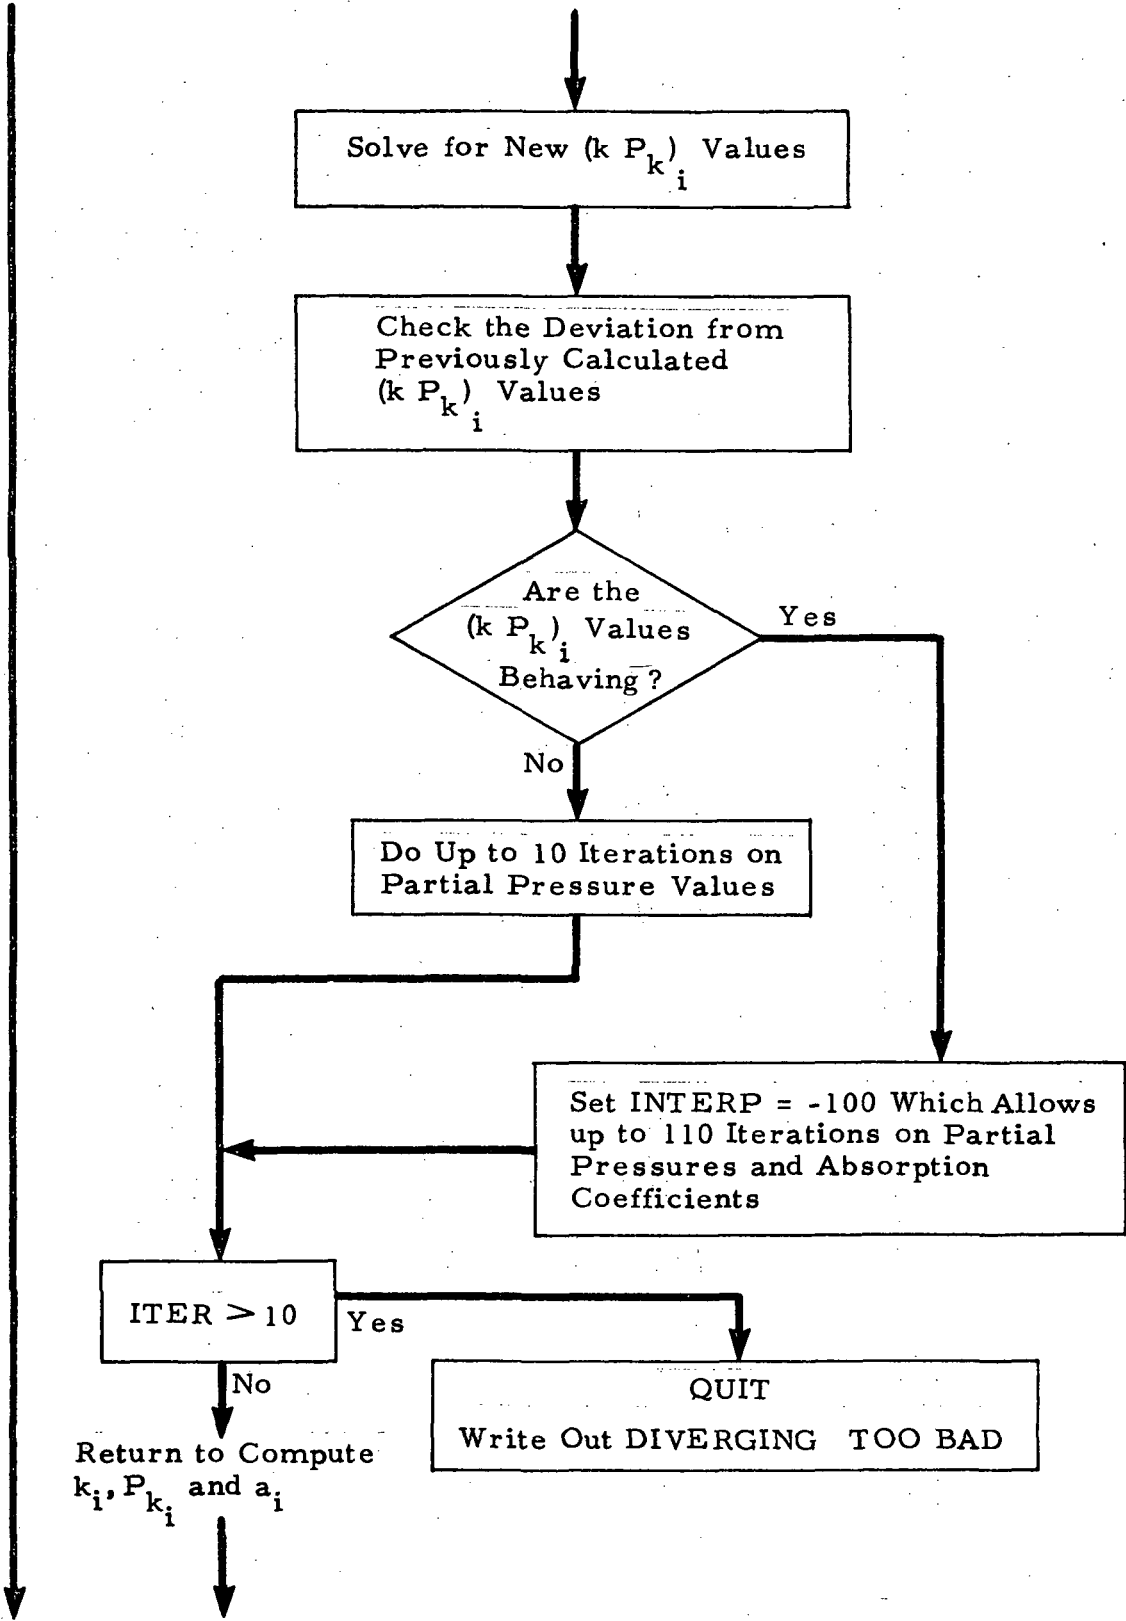 Solve for New (k P_k)_i Values
Check the Deviation from
Previously Calculated
(k P_k)_i Values
Are the
(k P_k)_i Values
Behaving?
Yes
No
Do Up to 10 Iterations on
Partial Pressure Values
Set INTERP = -100 Which Allows
up to 110 Iterations on Partial
Pressures and Absorption
Coefficients
ITER > 10
Yes
No
QUIT
Write Out DIVERGING TOO BAD
Return to Compute
k_i, P_k_i and a_i